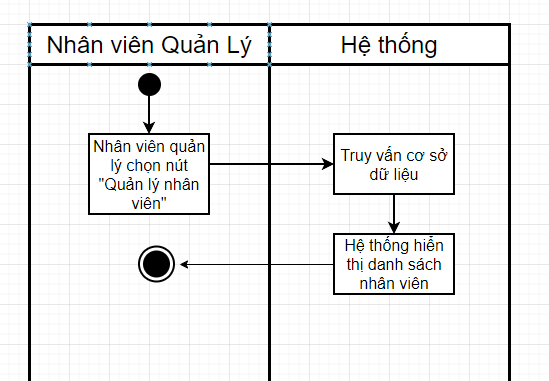 Nhân viên Quản Lý
Hệ thống
Nhân viên quản
lý chọn nút
"Quản lý nhân
viên"
Truy vấn cơ sở
dữ liệu
Hệ thống hiển
thị danh sách
nhân viên